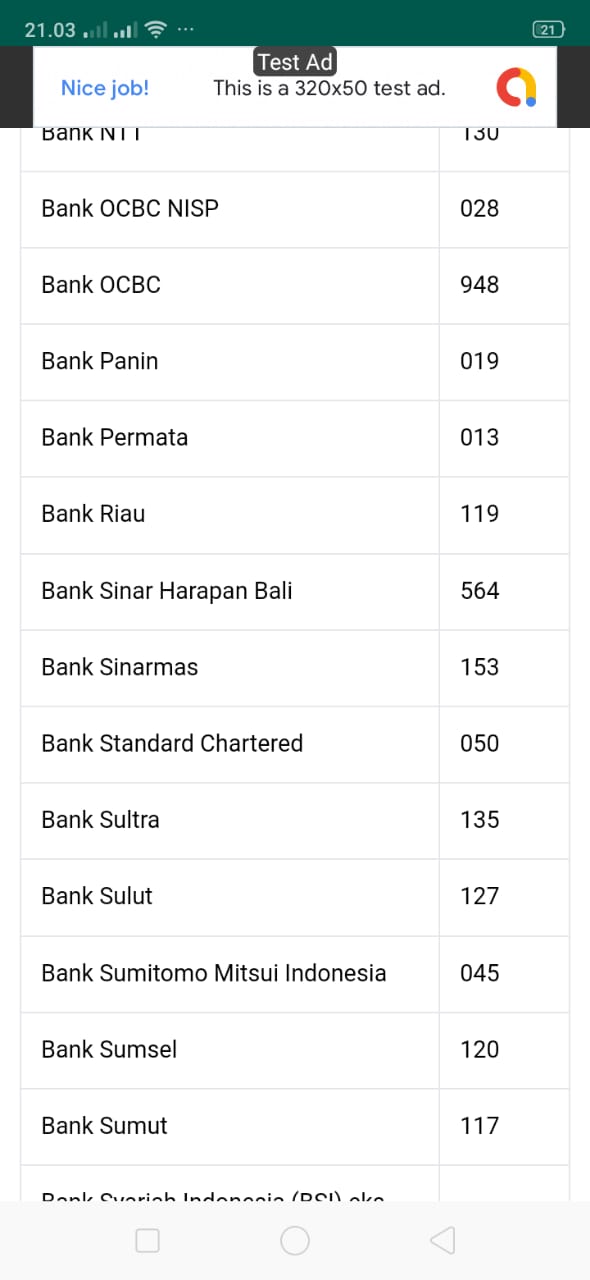 21.03
21
Test Ad
Nice job! This is a 320x50 test ad.
Bank NTT 130
Bank OCBC NISP 028
Bank OCBC 948
Bank Panin 019
Bank Permata 013
Bank Riau 119
Bank Sinar Harapan Bali 564
Bank Sinarmas 153
Bank Standard Chartered 050
Bank Sultra 135
Bank Sulut 127
Bank Sumitomo Mitsui Indonesia 045
Bank Sumsel 120
Bank Sumut 117
Bank Syariah Indonesia (BSI) eks